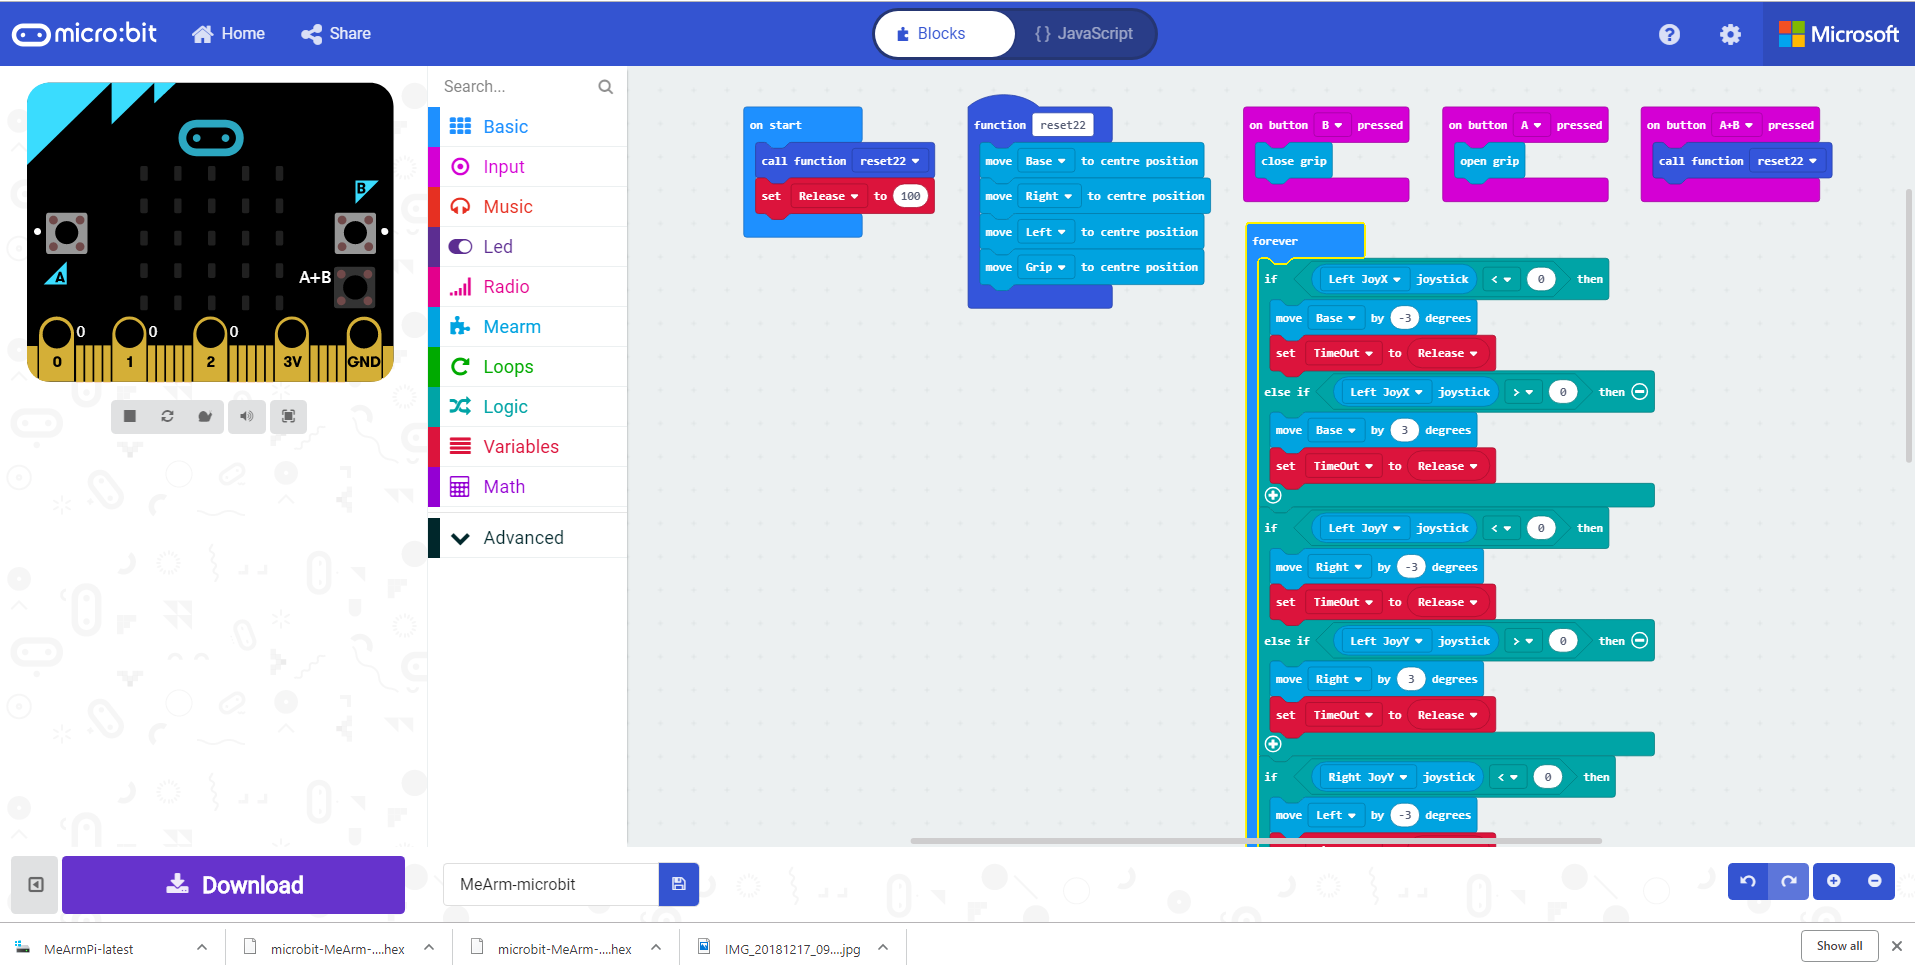 micro:bit Home Share Blocks {} JavaScript ? Microsoft
B
A
A+B
0 0 0
0 1 2 3V GND
Search...
Basic
Input
Music
Led
Radio
Mearm
Loops
Logic
Variables
Math
Advanced
on start
call function reset22
set Release to 100
function reset22
move Base to centre position
move Right to centre position
move Left to centre position
move Grip to centre position
on button B pressed
close grip
on button A pressed
open grip
on button A+B pressed
call function reset22
forever
if Left JoyX joystick < 0 then
move Base by -3 degrees
set TimeOut to Release
else if Left JoyX joystick > 0 then
move Base by 3 degrees
set TimeOut to Release
if Left JoyY joystick < 0 then
move Right by -3 degrees
set TimeOut to Release
else if Left JoyY joystick > 0 then
move Right by 3 degrees
set TimeOut to Release
if Right JoyY joystick < 0 then
move Left by -3 degrees
Download
MeArm-microbit
MeArmPi-latest
microbit-MeArm-....hex
microbit-MeArm-....hex
IMG_20181217_09....jpg
Show all